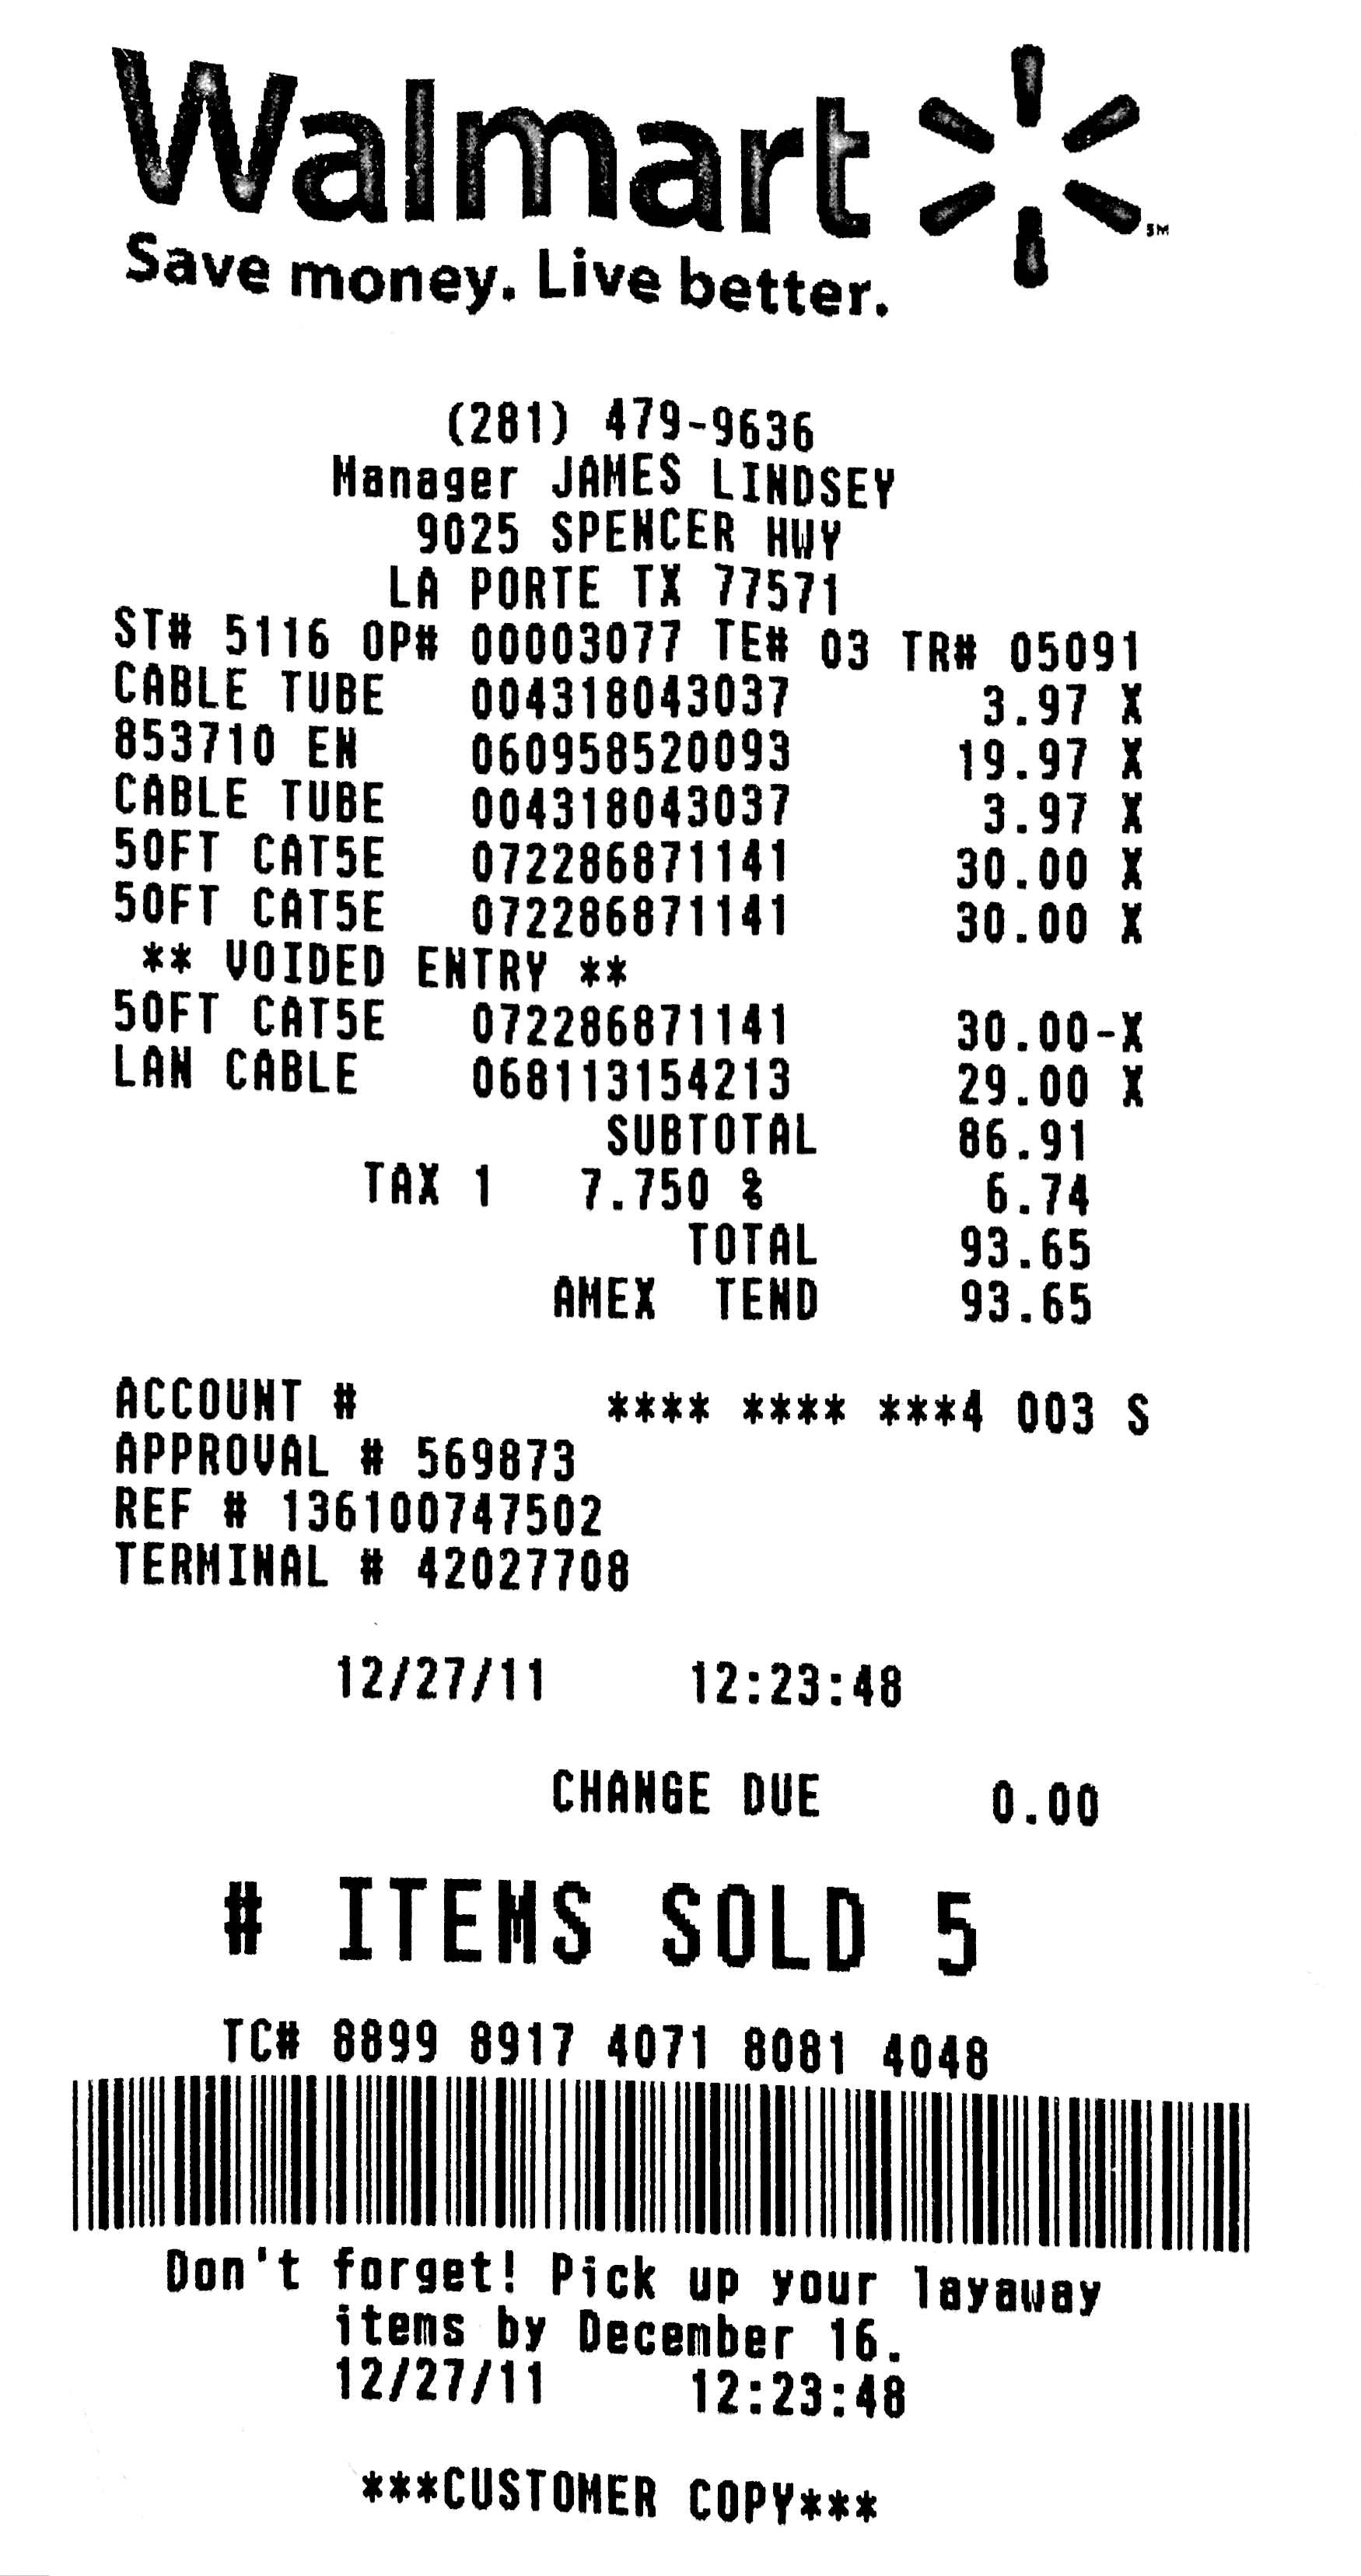 Walmart
SM
Save money. Live better.
(281) 479-9636
Manager JAMES LINDSEY
9025 SPENCER HWY
LA PORTE TX 77571
ST# 5116 OP# 00003077 TE# 03 TR# 05091
CABLE TUBE 004318043037 3.97 X
853710 EN 060958520093 19.97 X
CABLE TUBE 004318043037 3.97 X
50FT CAT5E 072286871141 30.00 X
50FT CAT5E 072286871141 30.00 X
** VOIDED ENTRY **
50FT CAT5E 072286871141 30.00-X
LAN CABLE 068113154213 29.00 X
SUBTOTAL 86.91
TAX 1 7.750 % 6.74
TOTAL 93.65
AMEX TEND 93.65
ACCOUNT # **** **** ***4 003 S
APPROVAL # 569873
REF # 136100747502
TERMINAL # 42027708
12/27/11 12:23:48
CHANGE DUE 0.00
# ITEMS SOLD 5
TC# 8899 8917 4071 8081 4048
Don't forget! Pick up your layaway
items by December 16.
12/27/11 12:23:48
***CUSTOMER COPY***